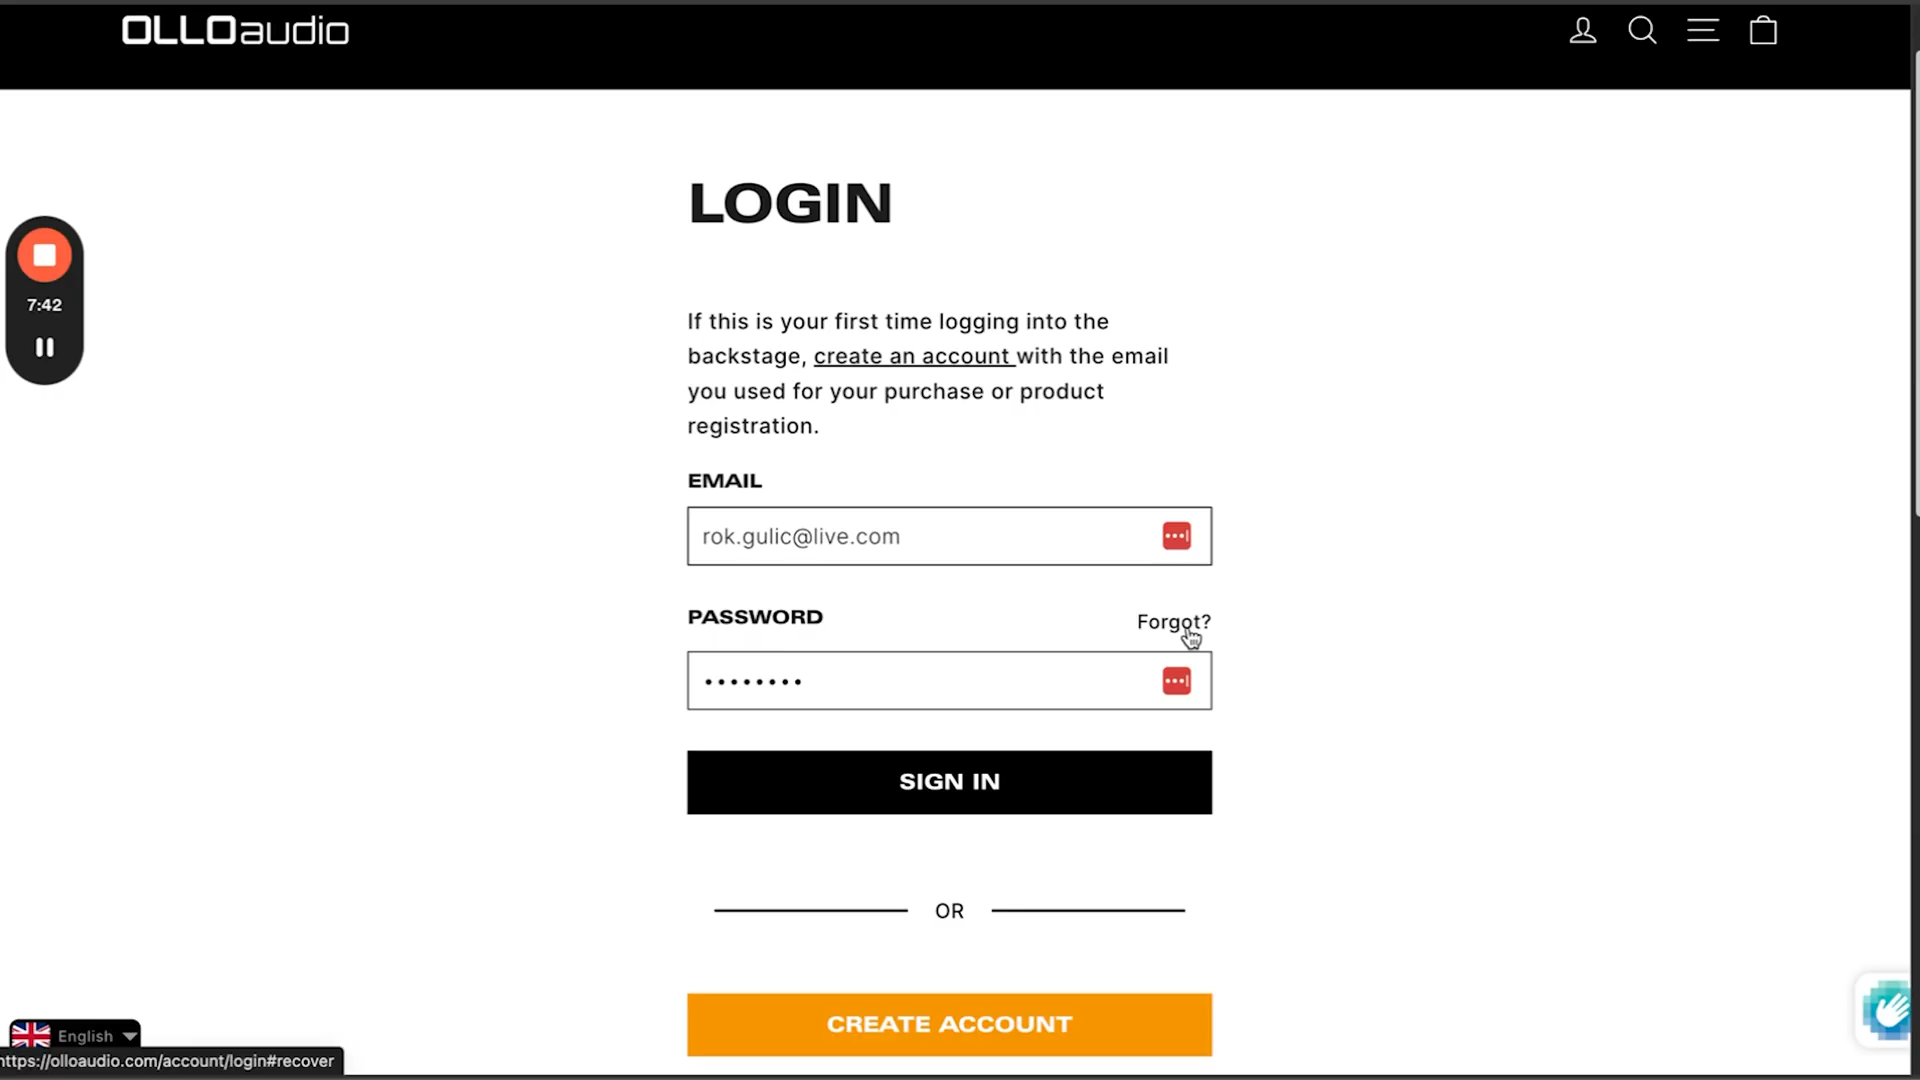 OLLOaudio
LOGIN
7:42
If this is your first time logging into the
backstage, create an account with the email
you used for your purchase or product
registration.
EMAIL
rok.gulic@live.com
PASSWORD
Forgot?
••••••••
SIGN IN
OR
CREATE ACCOUNT
English
https://olloaudio.com/account/login#recover